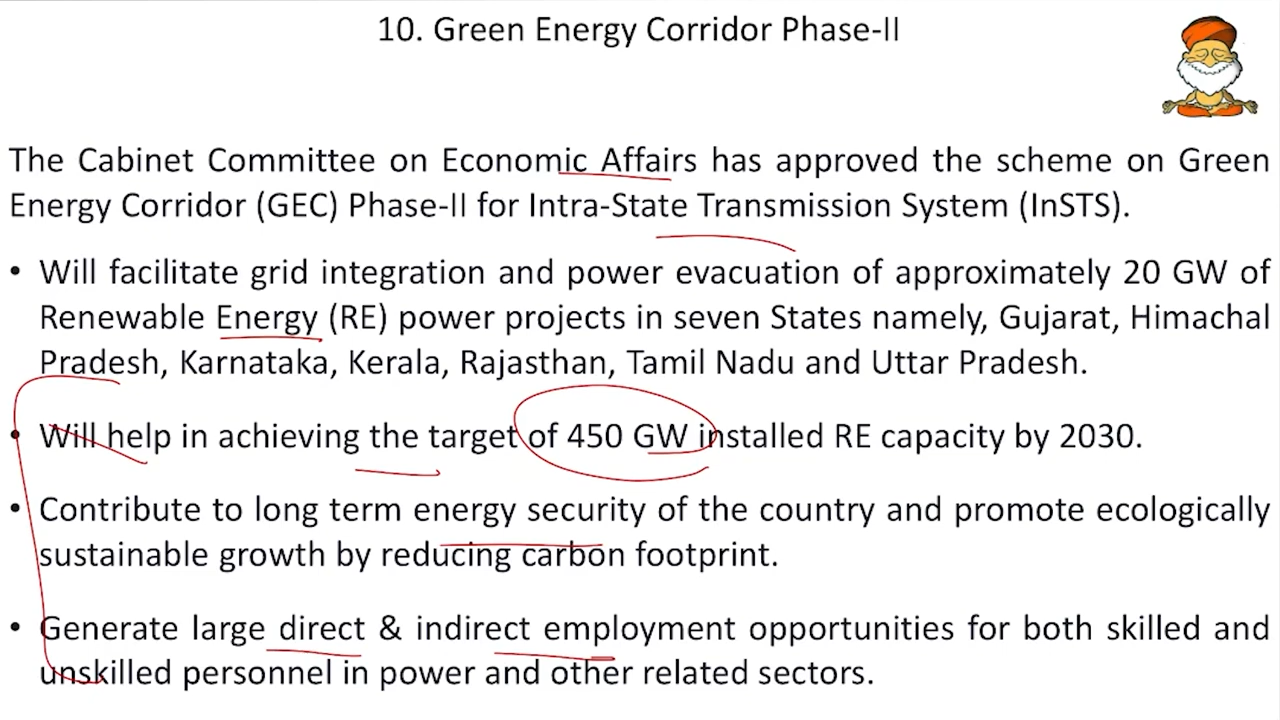 10. Green Energy Corridor Phase-II
The Cabinet Committee on Economic Affairs has approved the scheme on Green
Energy Corridor (GEC) Phase-II for Intra-State Transmission System (InSTS).
• Will facilitate grid integration and power evacuation of approximately 20 GW of
Renewable Energy (RE) power projects in seven States namely, Gujarat, Himachal
Pradesh, Karnataka, Kerala, Rajasthan, Tamil Nadu and Uttar Pradesh.
• Will help in achieving the target of 450 GW installed RE capacity by 2030.
• Contribute to long term energy security of the country and promote ecologically
sustainable growth by reducing carbon footprint.
• Generate large direct & indirect employment opportunities for both skilled and
unskilled personnel in power and other related sectors.